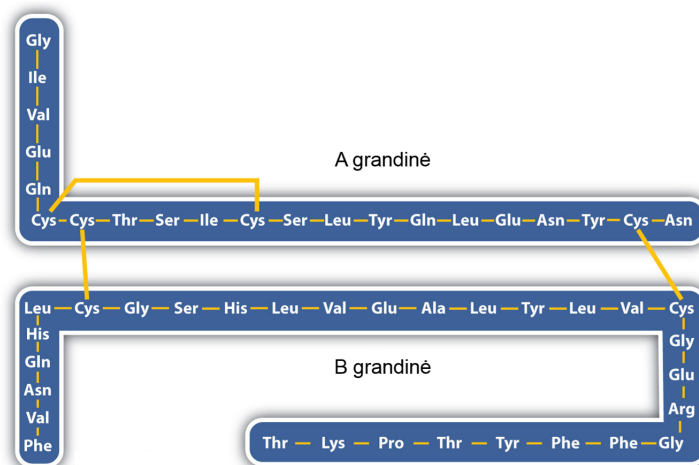 Gly
Ile
Val
Glu
Gln
A grandinė
Cys Cys Thr Ser Ile Cys Ser Leu Tyr Gln Leu Glu Asn Tyr Cys Asn
Leu Cys Gly Ser His Leu Val Glu Ala Leu Tyr Leu Val Cys
His
Gln
Asn
Val
Phe
B grandinė
Gly
Glu
Arg
Thr Lys Pro Thr Tyr Phe Phe Gly